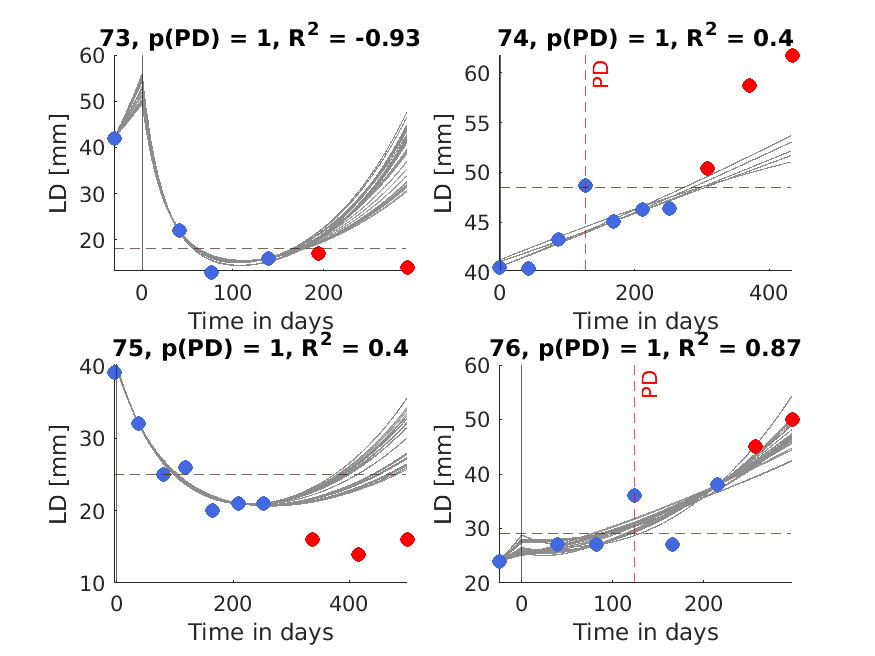 73, p(PD) = 1, R² = -0.93
60
50
40
30
20
LD [mm]
0
100
200
Time in days
74, p(PD) = 1, R² = 0.4
PD
60
55
50
45
40
LD [mm]
0
200
400
Time in days
75, p(PD) = 1, R² = 0.4
40
30
20
10
LD [mm]
0
200
400
Time in days
76, p(PD) = 1, R² = 0.87
PD
60
50
40
30
20
LD [mm]
0
100
200
Time in days